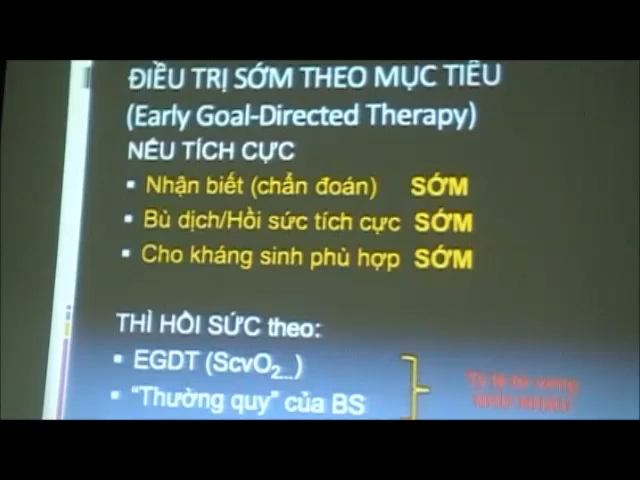 ĐIỀU TRỊ SỚM THEO MỤC TIÊU
(Early Goal-Directed Therapy)
NẾU TÍCH CỰC
▪ Nhận biết (chẩn đoán) SỚM
▪ Bù dịch/Hồi sức tích cực SỚM
▪ Cho kháng sinh phù hợp SỚM
THÌ HỒI SỨC theo:
▪ EGDT (ScvO2..)
▪ “Thường quy” của BS